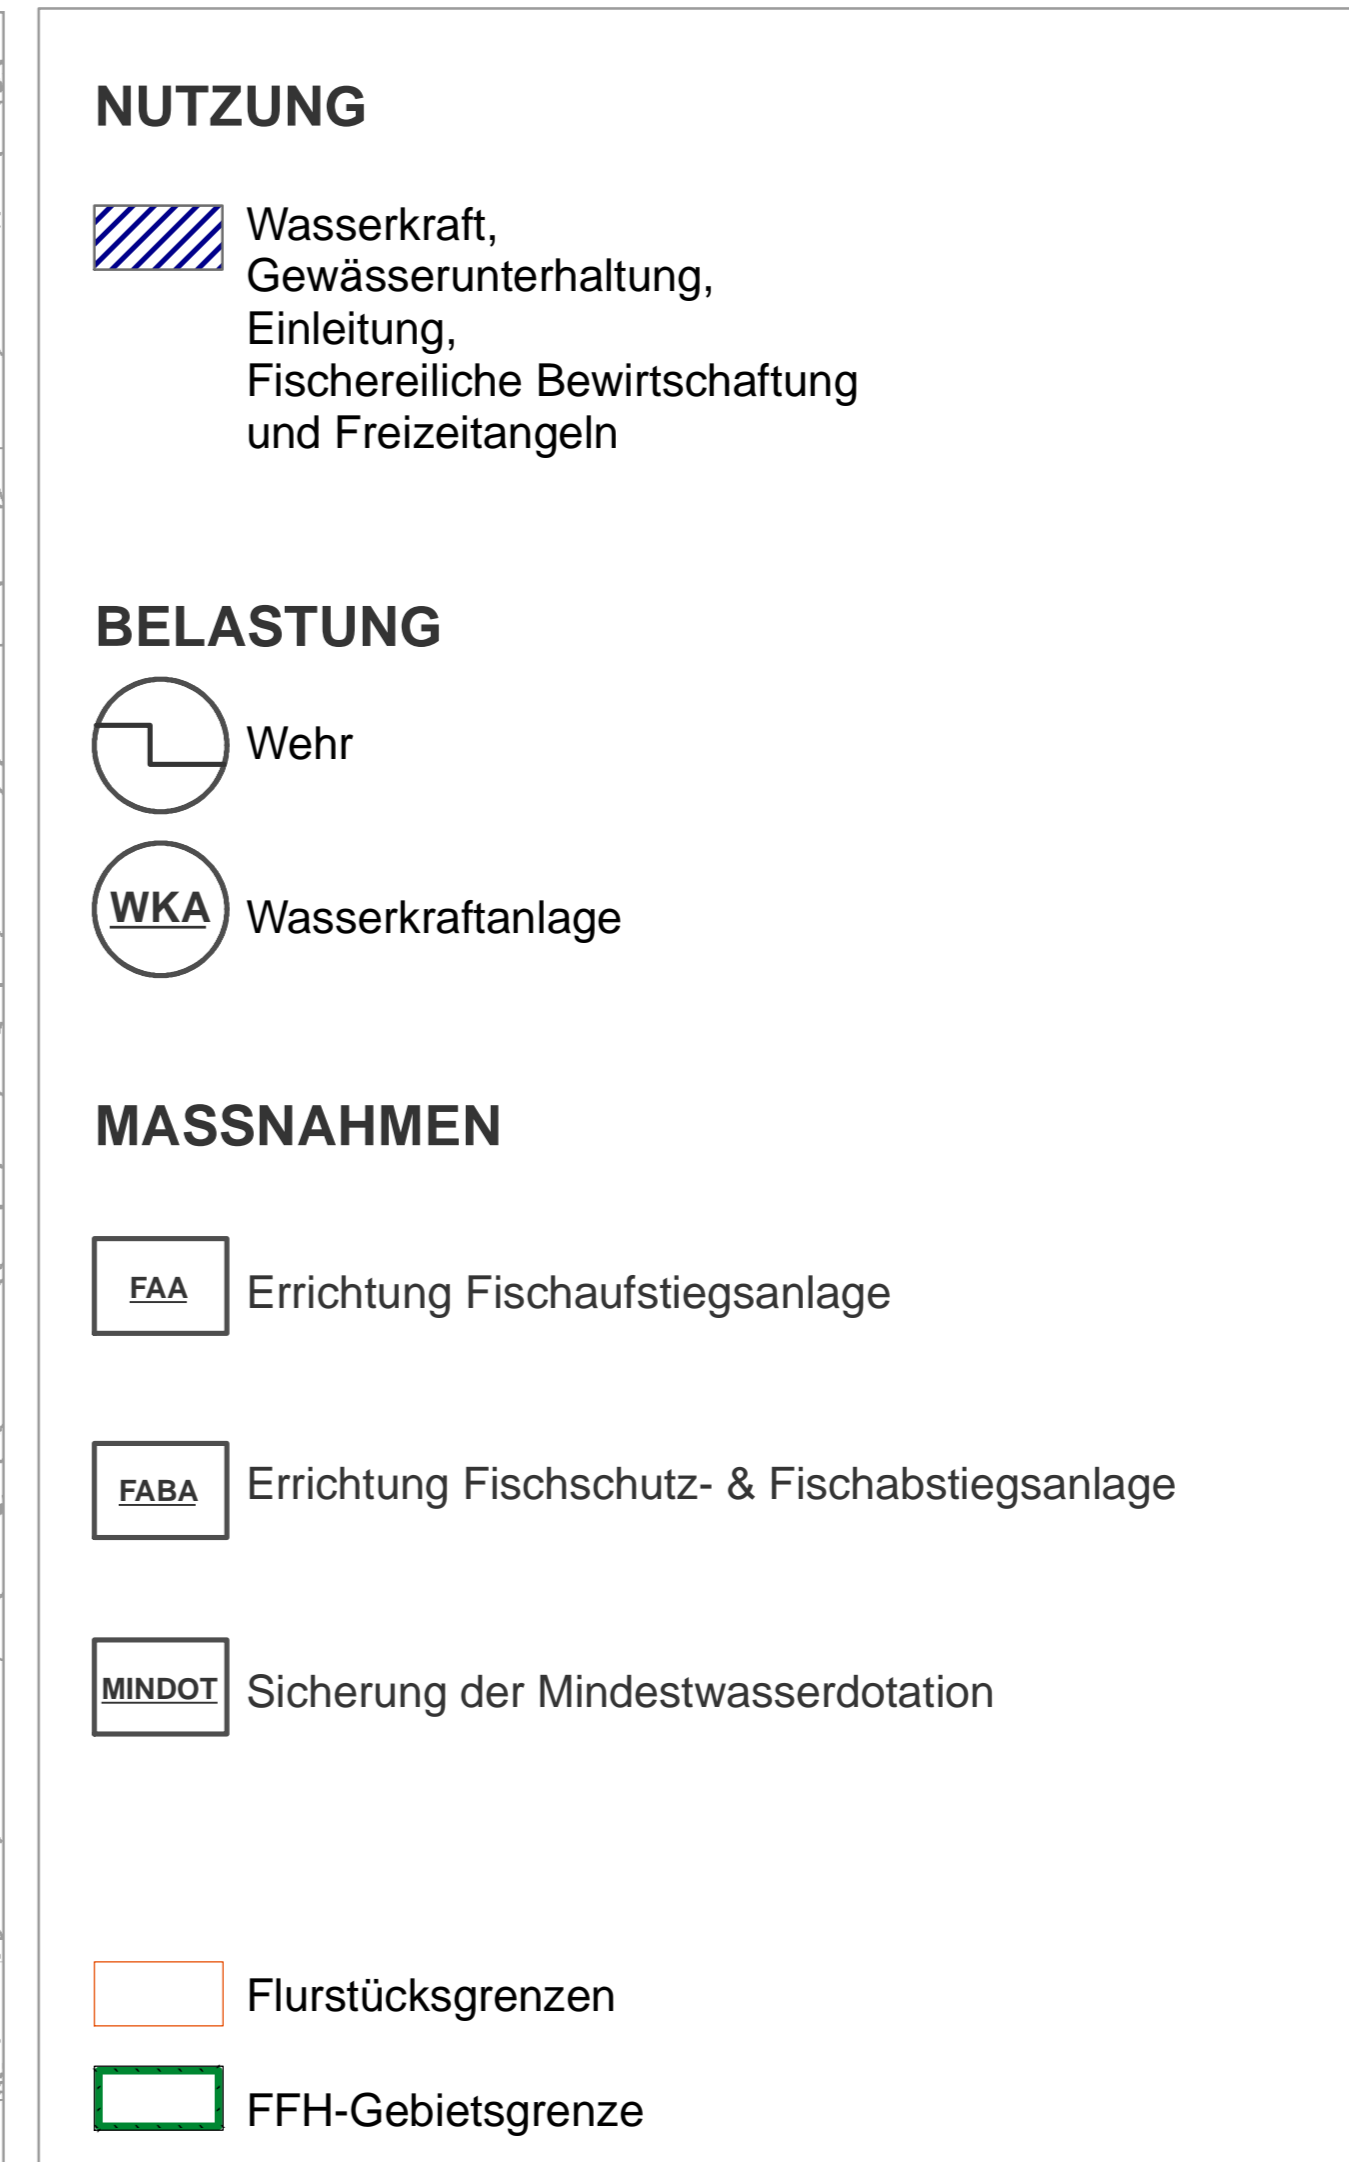 NUTZUNG
Wasserkraft,
Gewässerunterhaltung,
Einleitung,
Fischereiliche Bewirtschaftung
und Freizeitangeln
BELASTUNG
Wehr
WKA Wasserkraftanlage
MASSNAHMEN
FAA Errichtung Fischaufstiegsanlage
FABA Errichtung Fischschutz- & Fischabstiegsanlage
MINDOT Sicherung der Mindestwasserdotation
Flurstücksgrenzen
FFH-Gebietsgrenze